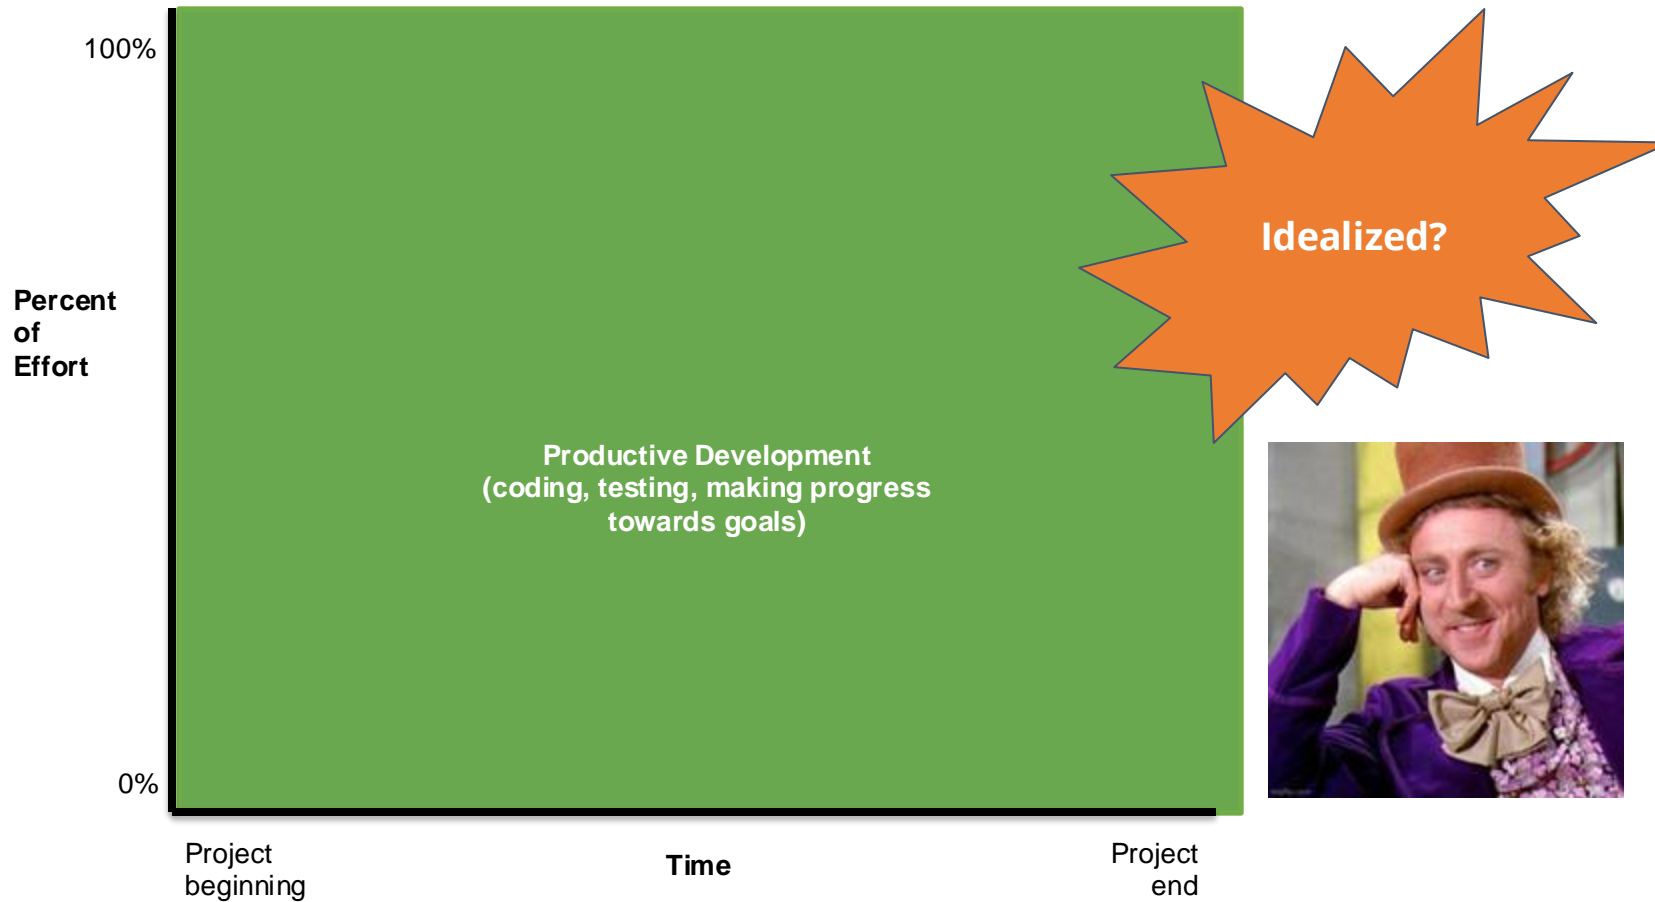 100%
Idealized?
Percent
of
Effort
Productive Development
(coding, testing, making progress
towards goals)
0%
Project
beginning
Time
Project
end